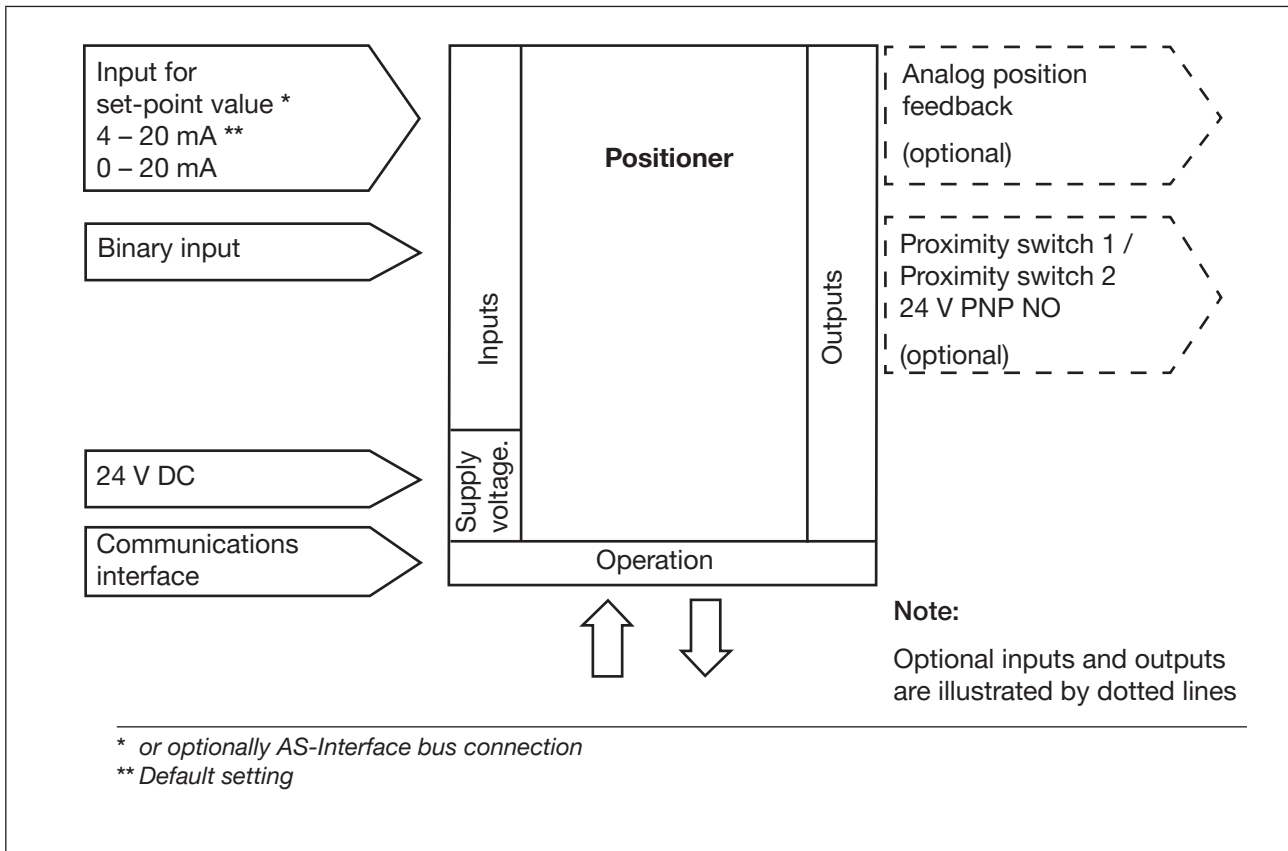 Input for
set-point value *
4 – 20 mA **
0 – 20 mA
Binary input
24 V DC
Communications
interface
Positioner
Inputs
Supply
voltage.
Outputs
Operation
Analog position
feedback
(optional)
Proximity switch 1 /
Proximity switch 2
24 V PNP NO
(optional)
Note:
Optional inputs and outputs
are illustrated by dotted lines
* or optionally AS-Interface bus connection
** Default setting